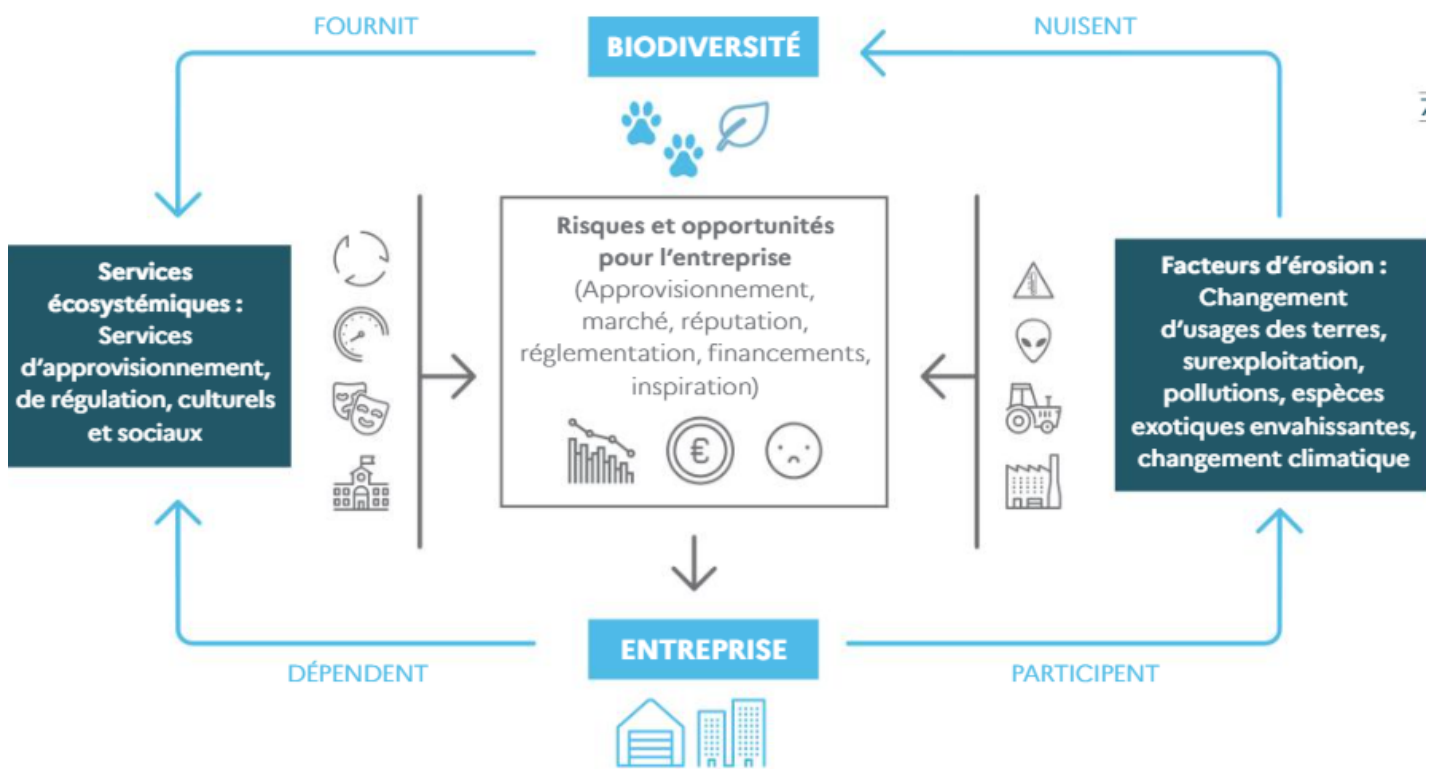 FOURNIT
BIODIVERSITÉ
NUISENT
7
Services
écosystémiques :
Services
d'approvisionnement,
de régulation, culturels
et sociaux
Risques et opportunités
pour l'entreprise
(Approvisionnement,
marché, réputation,
réglementation, financements,
inspiration)
€
Facteurs d'érosion :
Changement
d'usages des terres,
surexploitation,
pollutions, espèces
exotiques envahissantes,
changement climatique
DÉPENDENT
ENTREPRISE
PARTICIPENT